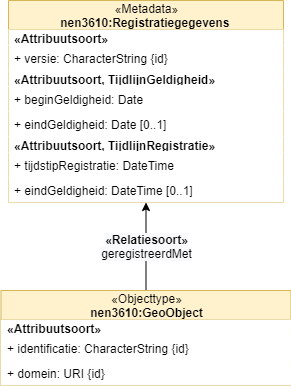 «Metadata»
nen3610:Registratiegegevens
«Attribuutsoort»
+ versie: CharacterString {id}
«Attribuutsoort, TijdlijnGeldigheid»
+ beginGeldigheid: Date
+ eindGeldigheid: Date [0..1]
«Attribuutsoort, TijdlijnRegistratie»
+ tijdstipRegistratie: DateTime
+ eindGeldigheid: DateTime [0..1]
«Relatiesoort»
geregistreerdMet
«Objecttype»
nen3610:GeoObject
«Attribuutsoort»
+ identificatie: CharacterString {id}
+ domein: URI {id}